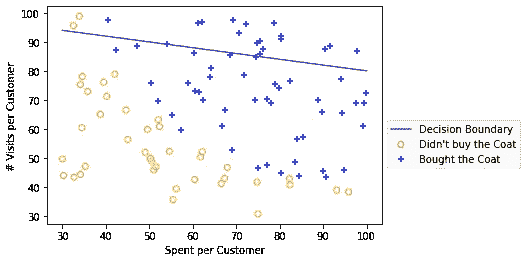 100
90
80
70
60
50
40
30
# Visits per Customer
30 40 50 60 70 80 90 100
Spent per Customer
Decision Boundary
Didn't buy the Coat
Bought the Coat